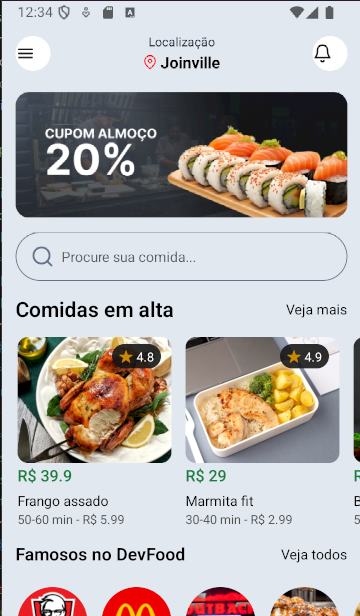 12:34
Localização
Joinville
CUPOM ALMOÇO
20%
Procure sua comida...
Comidas em alta
Veja mais
4.8
4.9
R$ 39.9
R$ 29
Frango assado
Marmita fit
50-60 min - R$ 5.99
30-40 min - R$ 2.99
Famosos no DevFood
Veja todos
OUTBACK